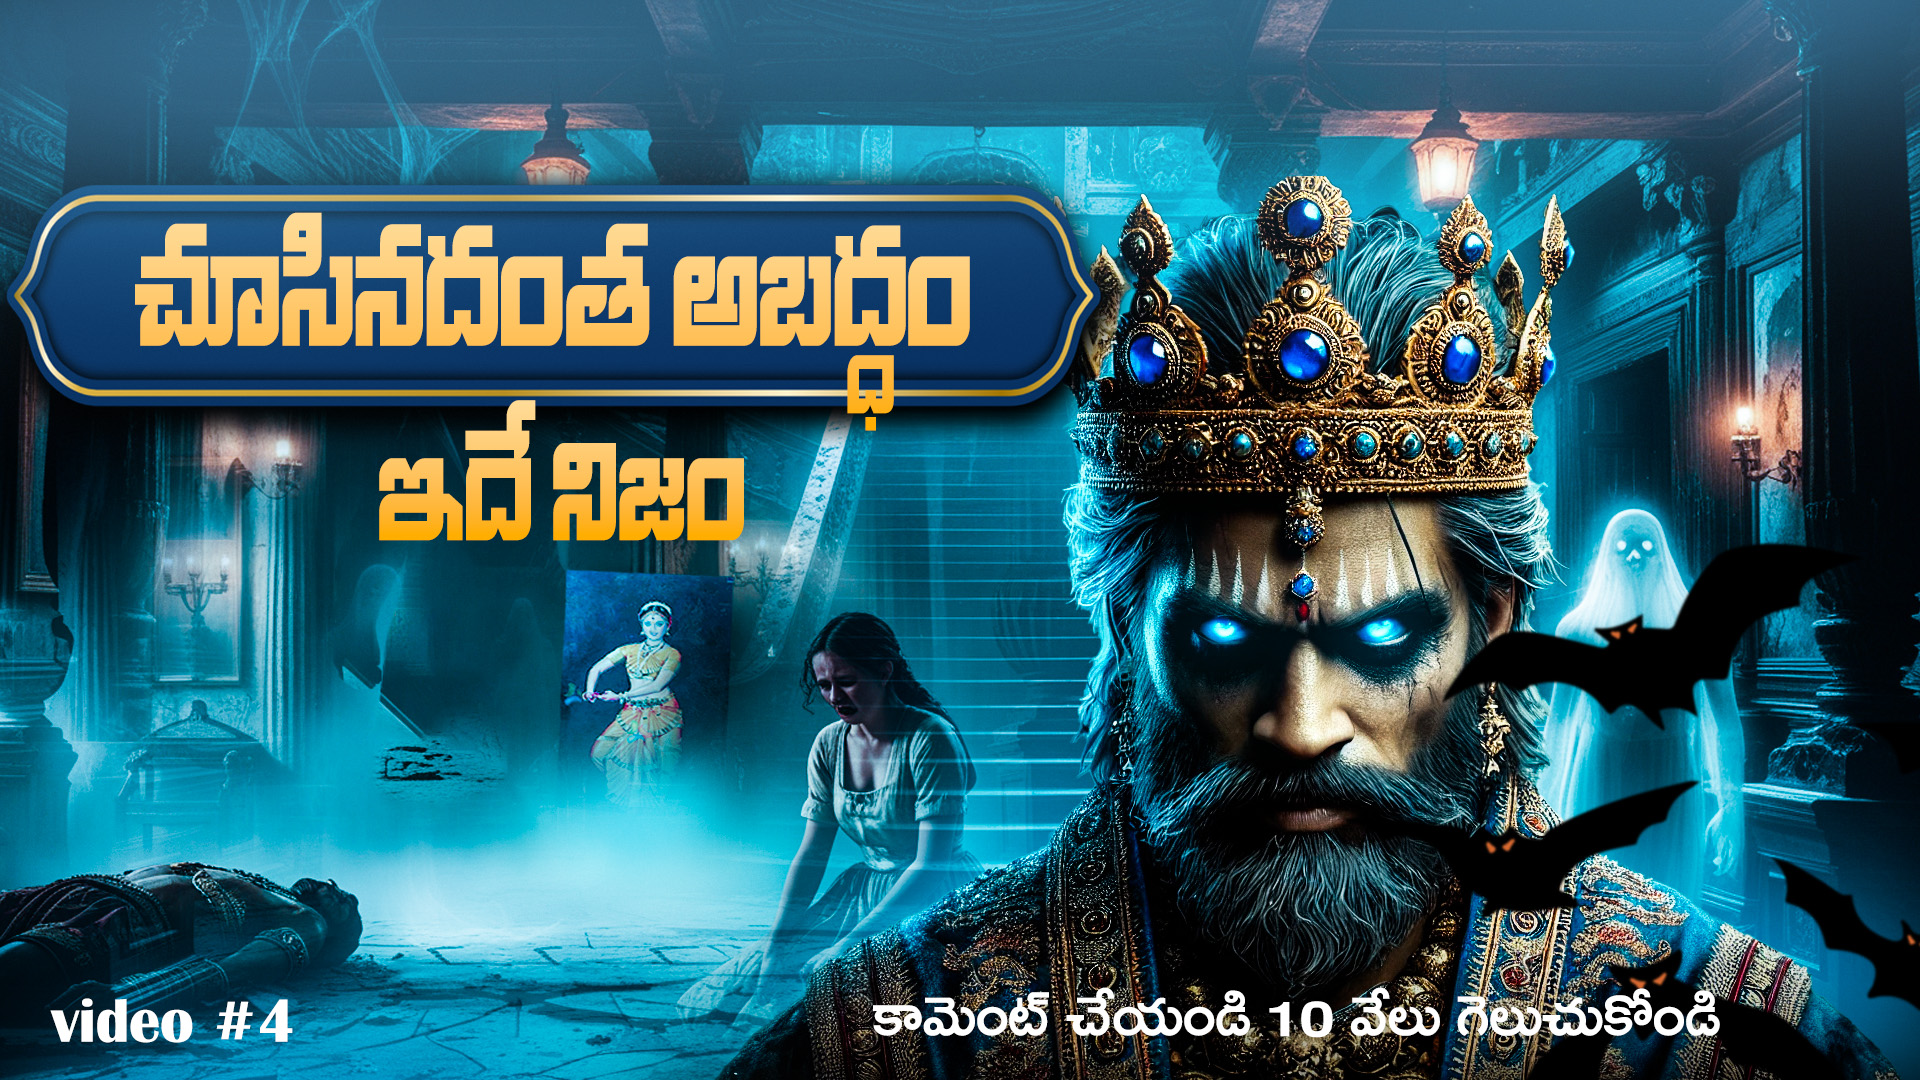 చూసినదంత అబద్ధం
ఇదే నిజం
video #4
కామెంట్ చేయండి 10 వేలు గెలుచుకోండి